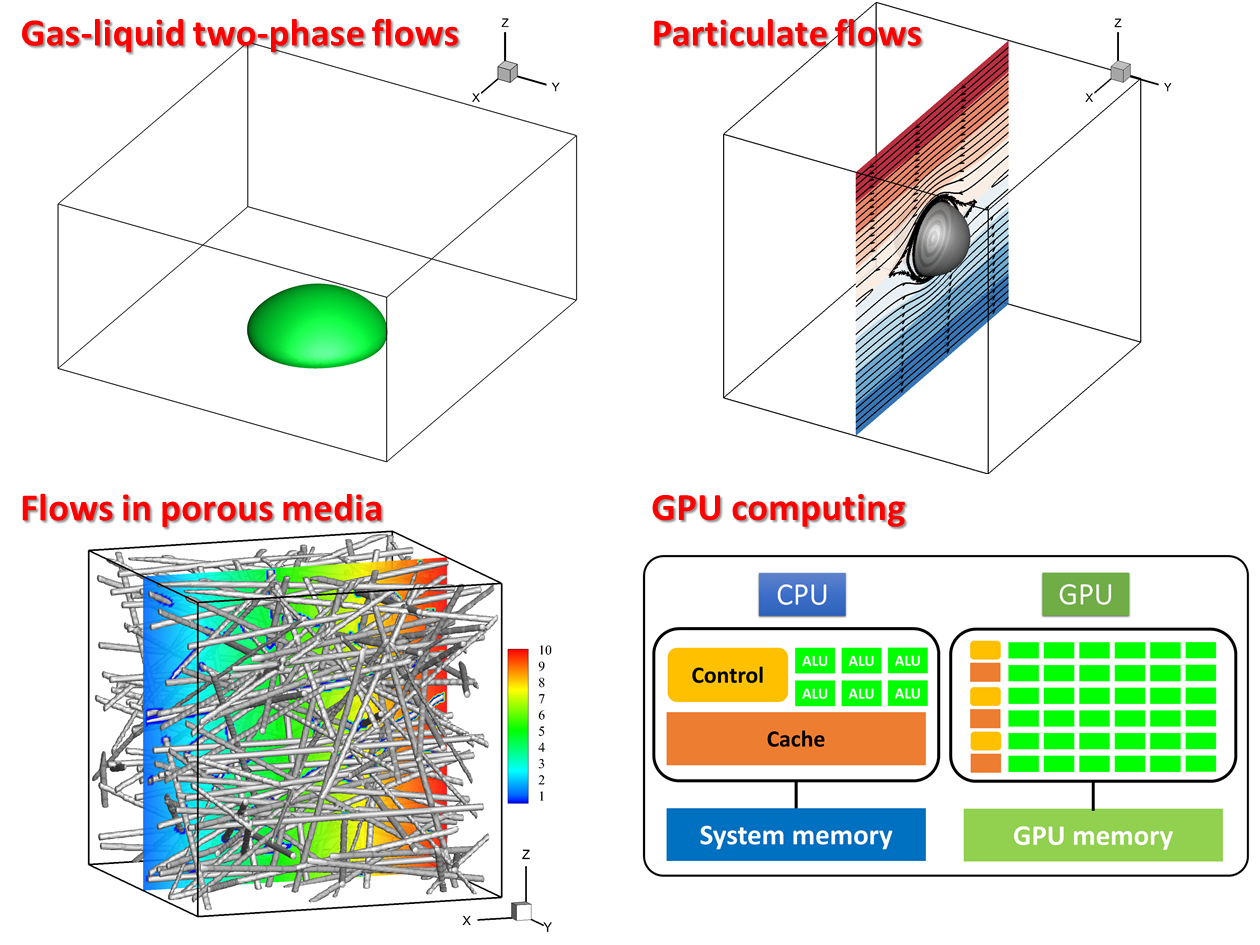 Gas-liquid two-phase flows
Z
X
Y
Particulate flows
Z
X
Y
Flows in porous media
10
9
8
7
6
5
4
3
2
1
Z
X
Y
GPU computing
CPU
GPU
Control
ALU ALU ALU
ALU ALU ALU
Cache
System memory
GPU memory